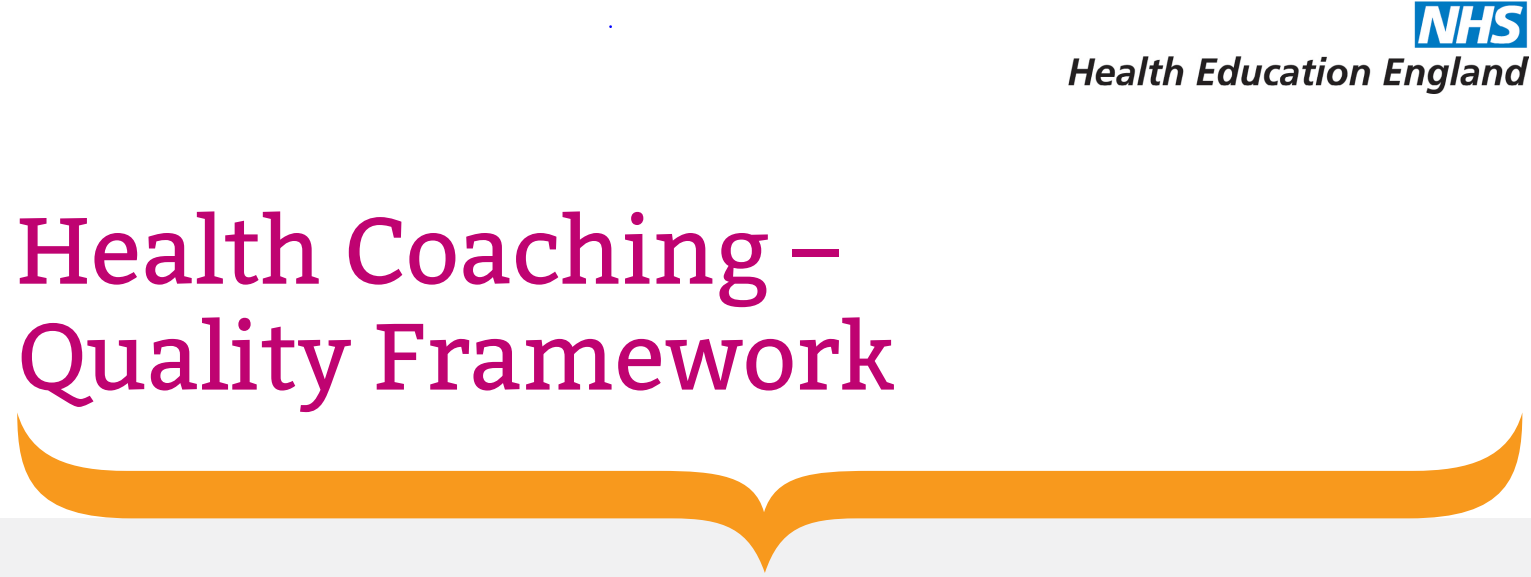 NHS
Health Education England
Health Coaching –
Quality Framework